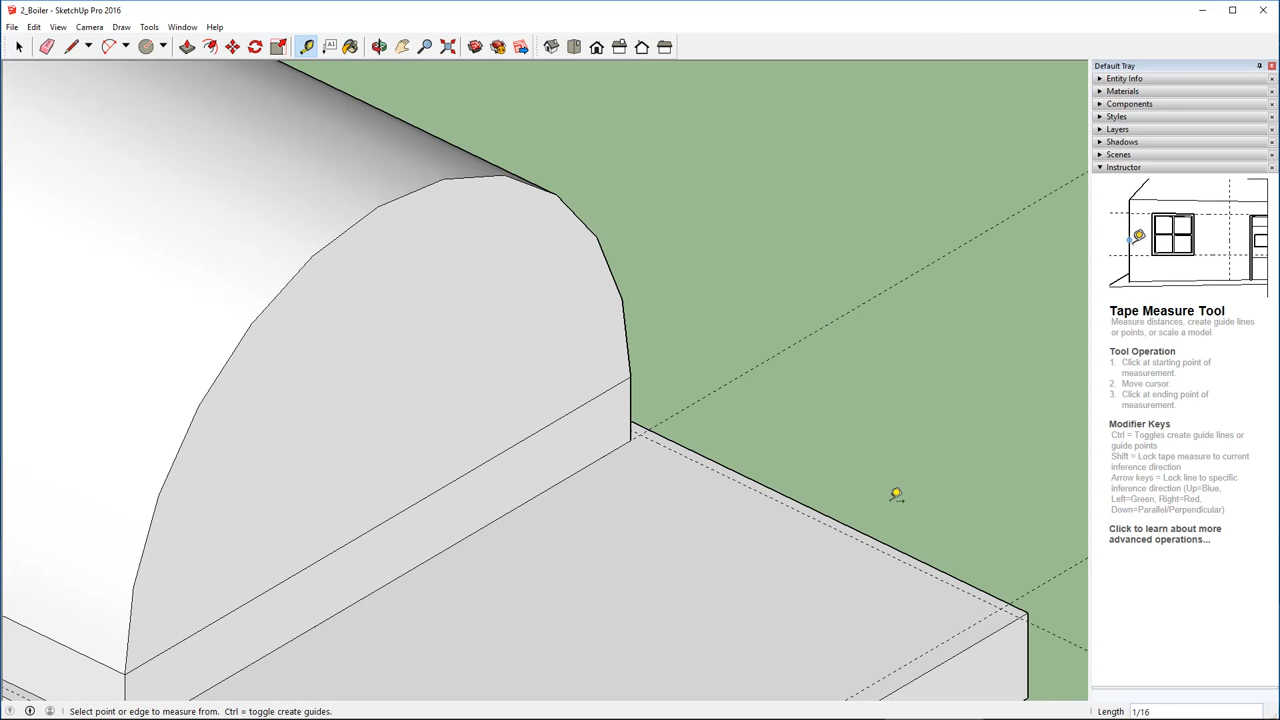 2_Boiler - SketchUp Pro 2016
File Edit View Camera Draw Tools Window Help
A1
Default Tray
Entity Info
Materials
Components
Styles
Layers
Shadows
Scenes
Instructor
Tape Measure Tool
Measure distances, create guide lines
or points, or scale a model.
Tool Operation
1. Click at starting point of
measurement.
2. Move cursor.
3. Click at ending point of
measurement.
Modifier Keys
Ctrl = Toggles create guide lines or
guide points
Shift = Lock tape measure to current
inference direction
Arrow keys = Lock line to specific
inference direction (Up=Blue,
Left=Green, Right=Red,
Down=Parallel/Perpendicular)
Click to learn about more
advanced operations...
Select point or edge to measure from. Ctrl = toggle create guides.
Length 1/16